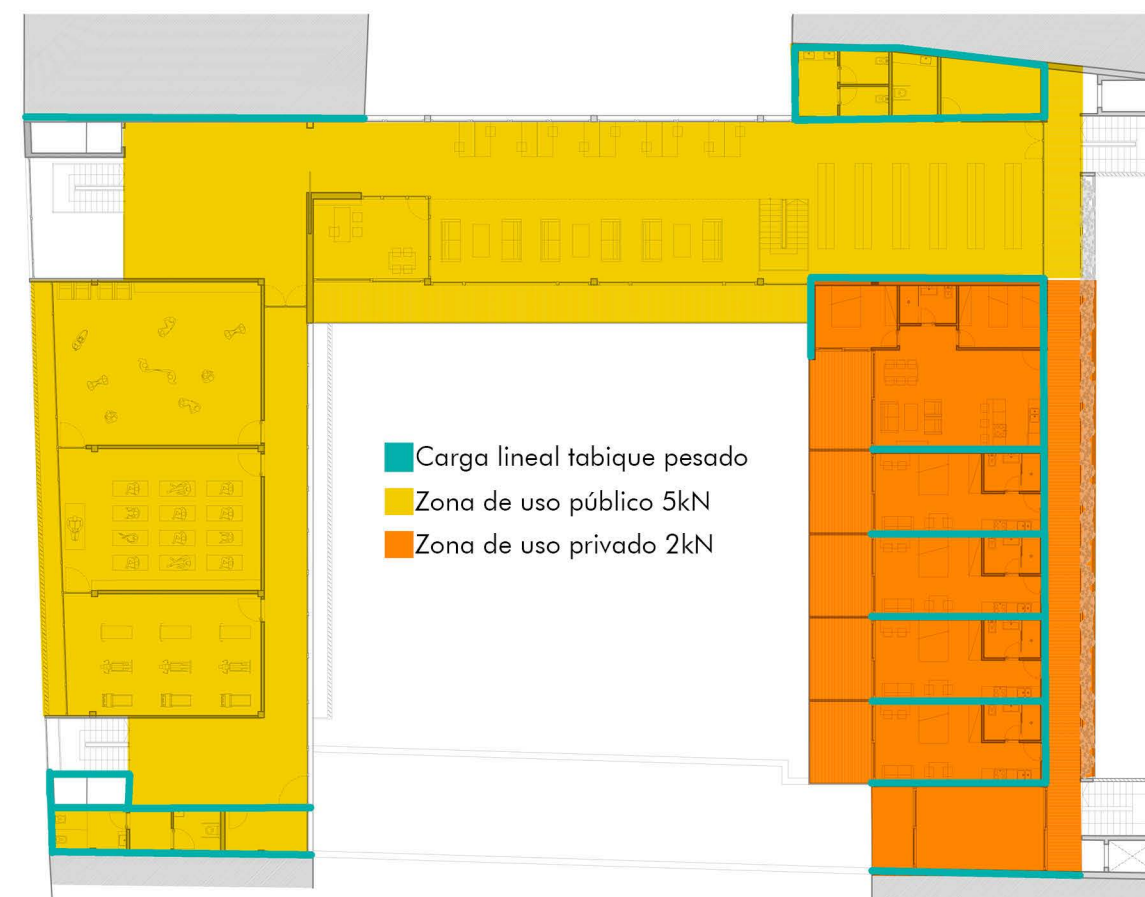 Carga lineal tabique pesado
Zona de uso público 5kN
Zona de uso privado 2kN